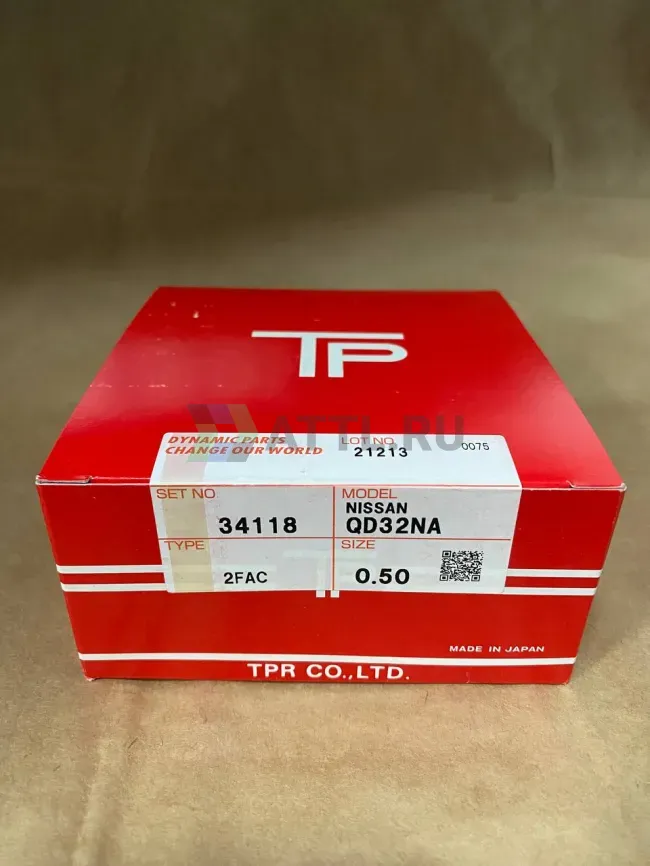 TP
ATTL.RU
DYNAMIC PARTS
CHANGE OUR WORLD
LOT NO
21213
0075
SET NO
34118
MODEL
NISSAN
QD32NA
TYPE
2FAC
SIZE
0.50
MADE IN JAPAN
TPR CO.,LTD.